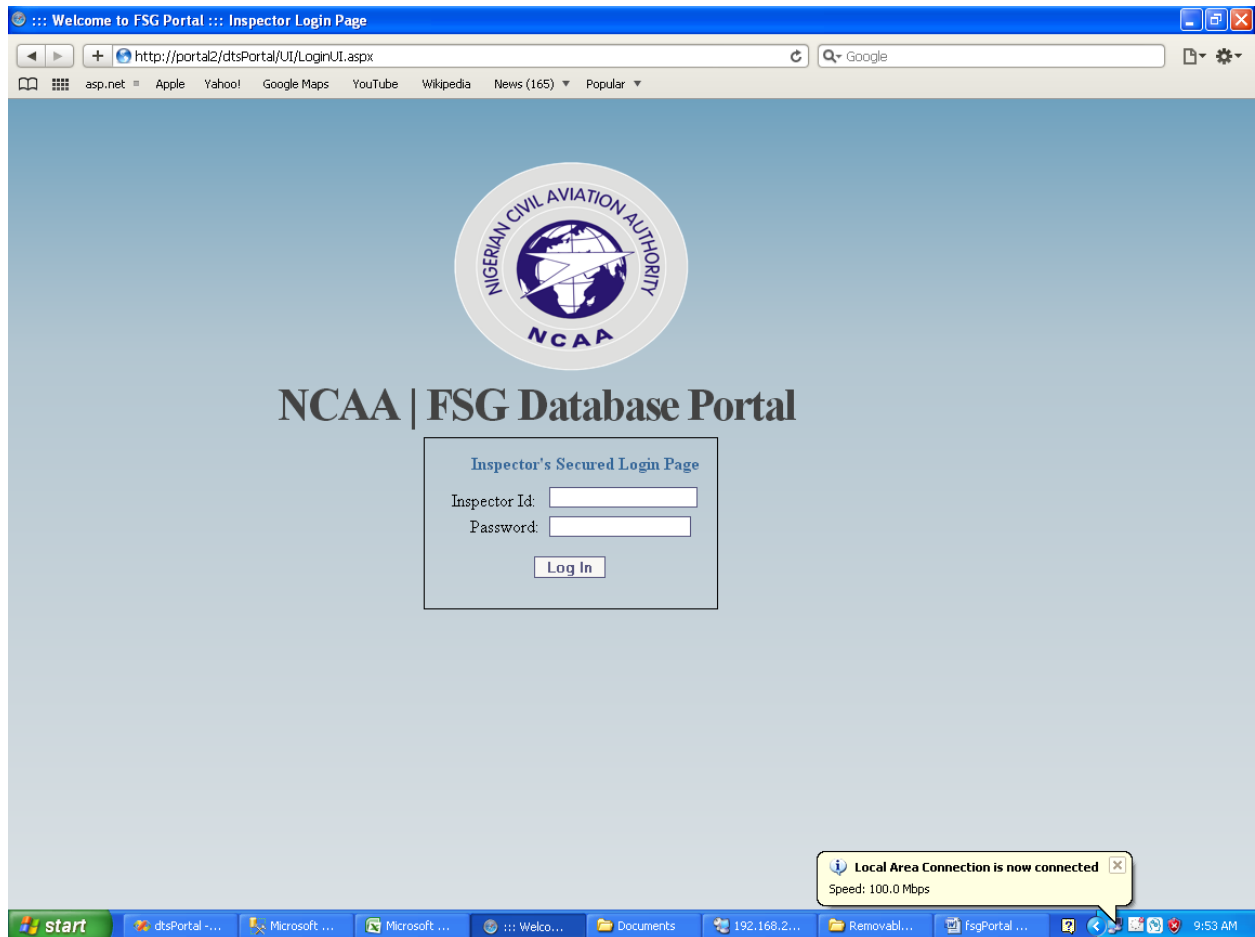 ::: Welcome to FSG Portal ::: Inspector Login Page
http://portal2/dtsPortal/UI/LoginUI.aspx
Google
asp.net Apple Yahoo! Google Maps YouTube Wikipedia News (165) Popular
NIGERIAN CIVIL AVIATION AUTHORITY
NCAA
NCAA | FSG Database Portal
Inspector's Secured Login Page
Inspector Id:
Password:
Log In
Local Area Connection is now connected
Speed: 100.0 Mbps
start dtsPortal -... Microsoft ... Microsoft ... ::: Welco... Documents 192.168.2... Removabl... fsgPortal ... 9:53 AM